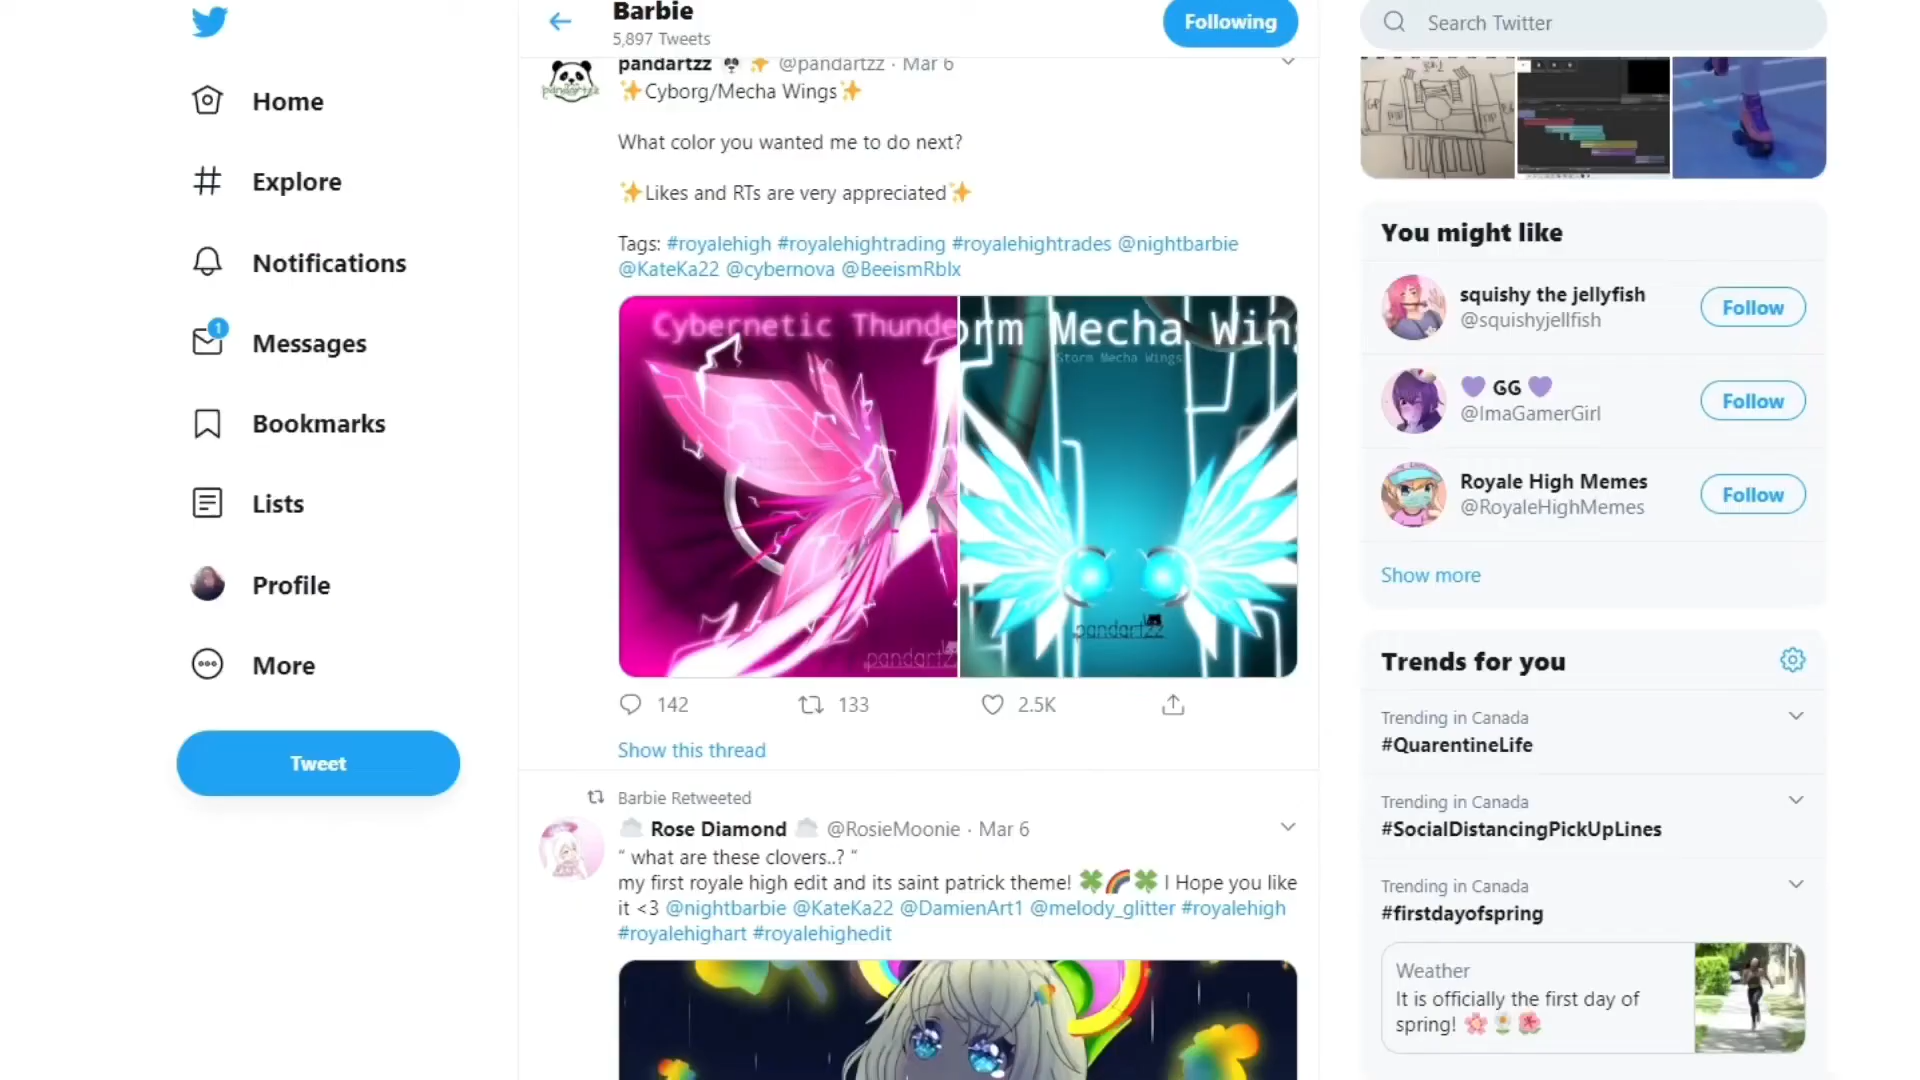 Home
Explore
Notifications
1
Messages
Bookmarks
Lists
Profile
More
Tweet
Barbie
5,897 Tweets
Following
pandartzz 🐼 ✨ @pandartzz · Mar 6
✨Cyborg/Mecha Wings✨
What color you wanted me to do next?
✨Likes and RTs are very appreciated✨
Tags: #royalehigh #royalehightrading #royalehightrades @nightbarbie
@KateKa22 @cybernova @BeeismRblx
Cybernetic Thunde
orm Mecha Wing
Storm Mecha Wings
pandartz
pandartzz
142
133
2.5K
Show this thread
Barbie Retweeted
Rose Diamond @RosieMoonie · Mar 6
“ what are these clovers..? “
my first royale high edit and its saint patrick theme! 🍀🌈🍀 I Hope you like
it <3 @nightbarbie @KateKa22 @DamienArt1 @melody_glitter #royalehigh
#royalehighart #royalehighedit
Search Twitter
You might like
squishy the jellyfish
@squishyjellfish
Follow
💜 GG 💜
@ImaGamerGirl
Follow
Royale High Memes
@RoyaleHighMemes
Follow
Show more
Trends for you
Trending in Canada
#QuarentineLife
Trending in Canada
#SocialDistancingPickUpLines
Trending in Canada
#firstdayofspring
Weather
It is officially the first day of
spring! 🌸🌷🌺